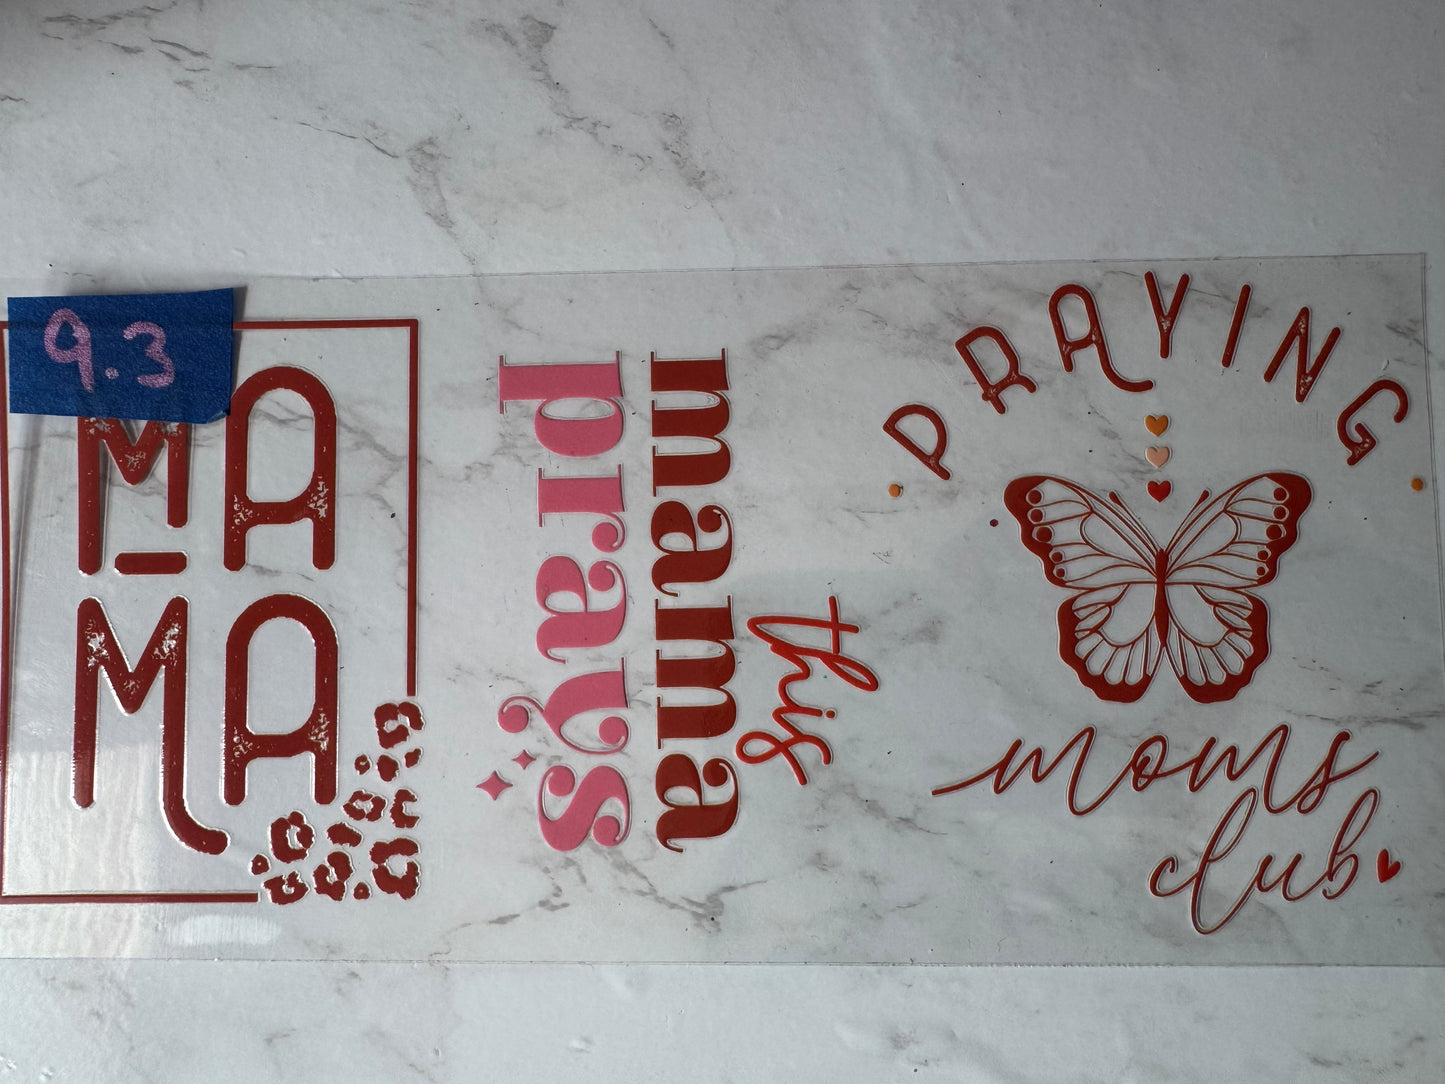 9.3
MA
MA
this
mama
prays
PRAYING
moms
club